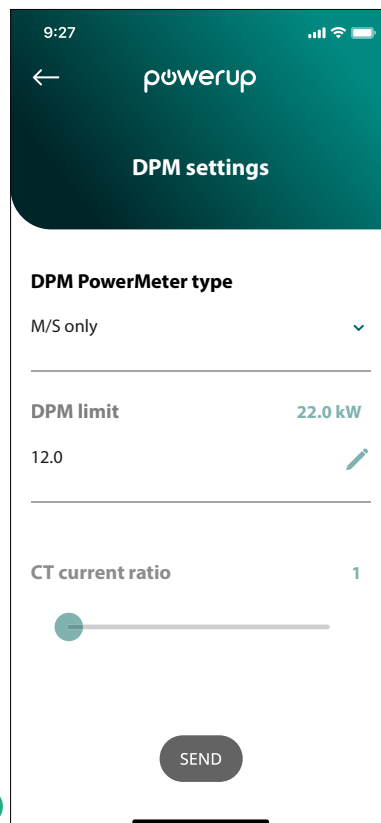 9:27
powerup
DPM settings
DPM PowerMeter type
M/S only
DPM limit 22.0 kW
12.0
CT current ratio 1
SEND